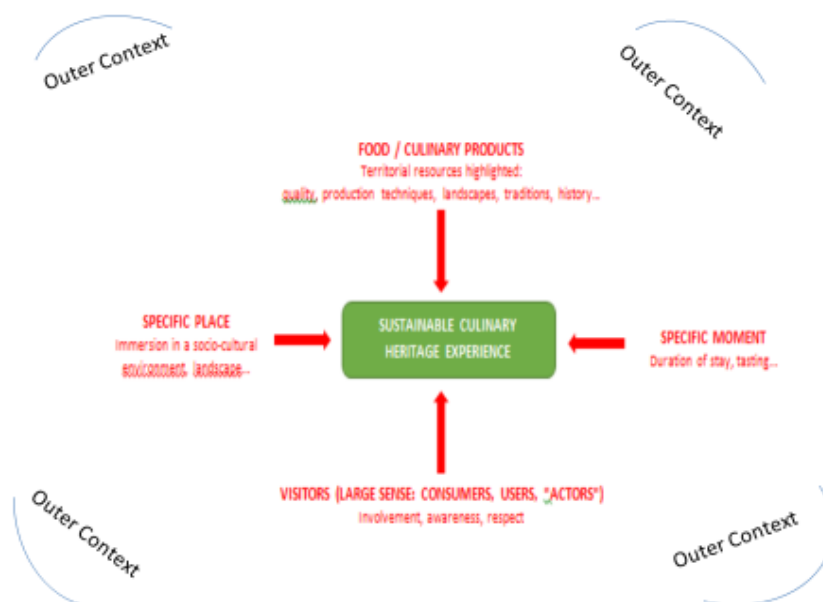 Outer Context
Outer Context
FOOD / CULINARY PRODUCTS
Territorial resources highlighted:
quality, production techniques, landscapes, traditions, history...
SPECIFIC PLACE
Immersion in a socio-cultural
environment, landscape...
SUSTAINABLE CULINARY
HERITAGE EXPERIENCE
SPECIFIC MOMENT
Duration of stay, tasting...
VISITORS (LARGE SENSE: CONSUMERS, USERS, "ACTORS")
Involvement, awareness, respect
Outer Context
Outer Context